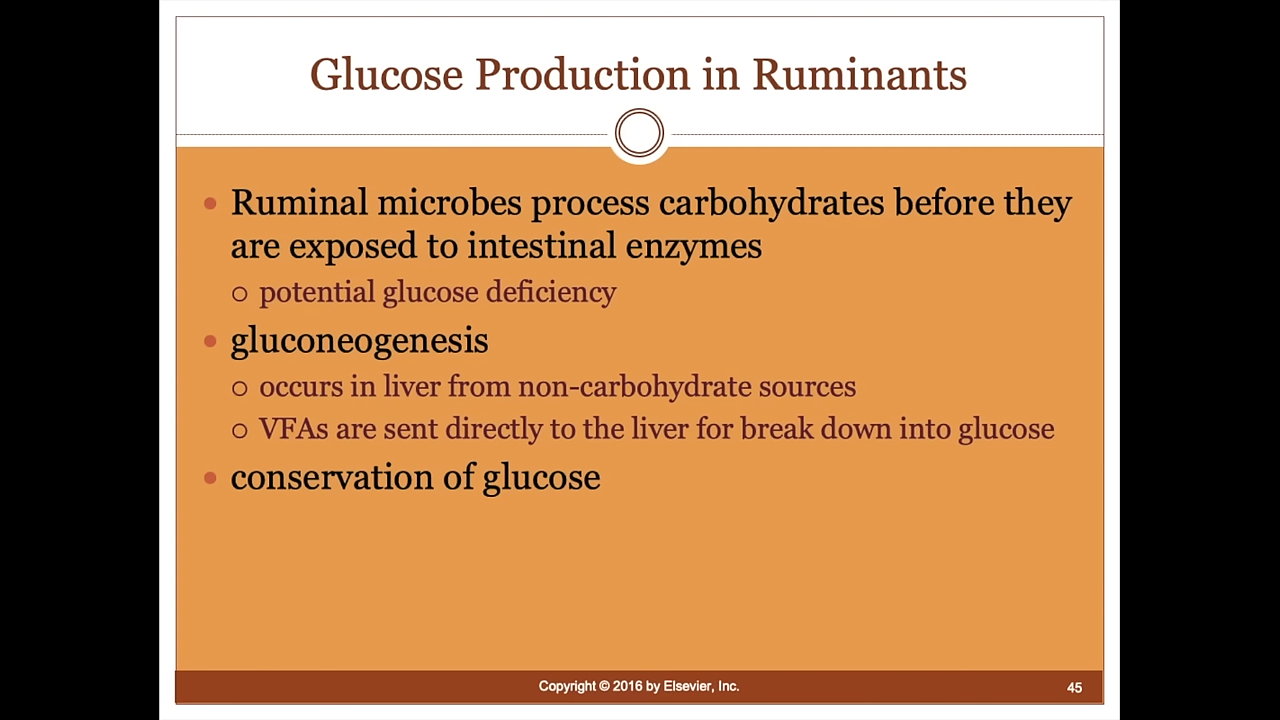 Glucose Production in Ruminants
Ruminal microbes process carbohydrates before they
are exposed to intestinal enzymes
potential glucose deficiency
gluconeogenesis
occurs in liver from non-carbohydrate sources
VFAs are sent directly to the liver for break down into glucose
conservation of glucose
Copyright © 2016 by Elsevier, Inc.
45